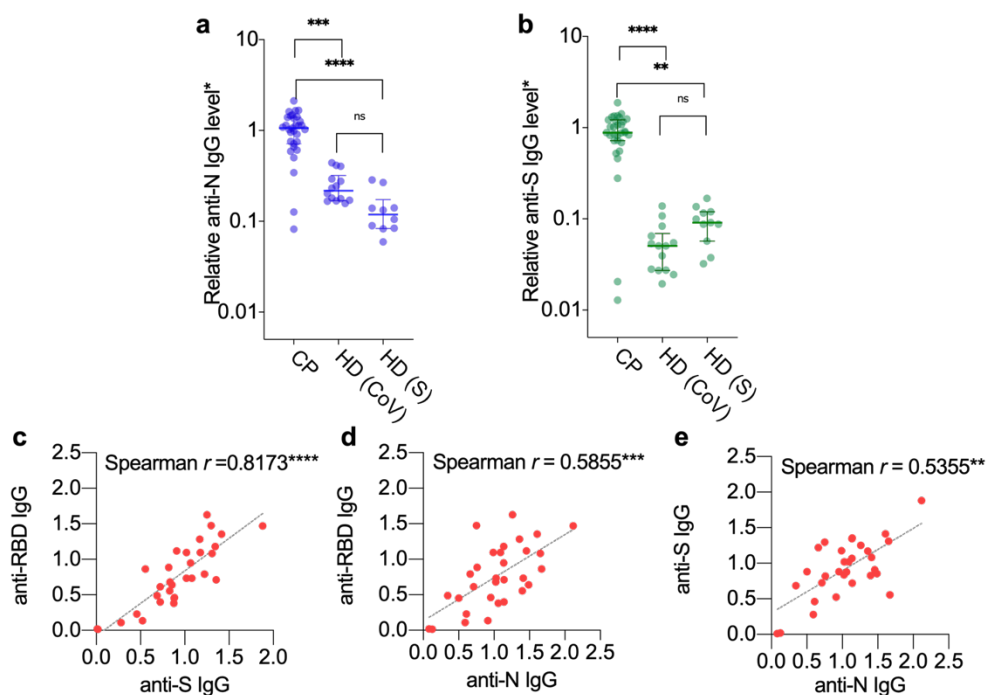 a
Relative anti-N IgG level*
10
1
0.1
0.01
***
****
ns
CP
HD (CoV)
HD (S)
b
Relative anti-S IgG level*
10
1
0.1
0.01
****
**
ns
CP
HD (CoV)
HD (S)
c
Spearman r =0.8173****
anti-RBD IgG
2.5
2.0
1.5
1.0
0.5
0.0
0.0 0.5 1.0 1.5 2.0
anti-S IgG
d
Spearman r = 0.5855***
anti-RBD IgG
2.5
2.0
1.5
1.0
0.5
0.0
0.0 0.5 1.0 1.5 2.0 2.5
anti-N IgG
e
Spearman r = 0.5355**
anti-S IgG
2.5
2.0
1.5
1.0
0.5
0.0
0.0 0.5 1.0 1.5 2.0 2.5
anti-N IgG